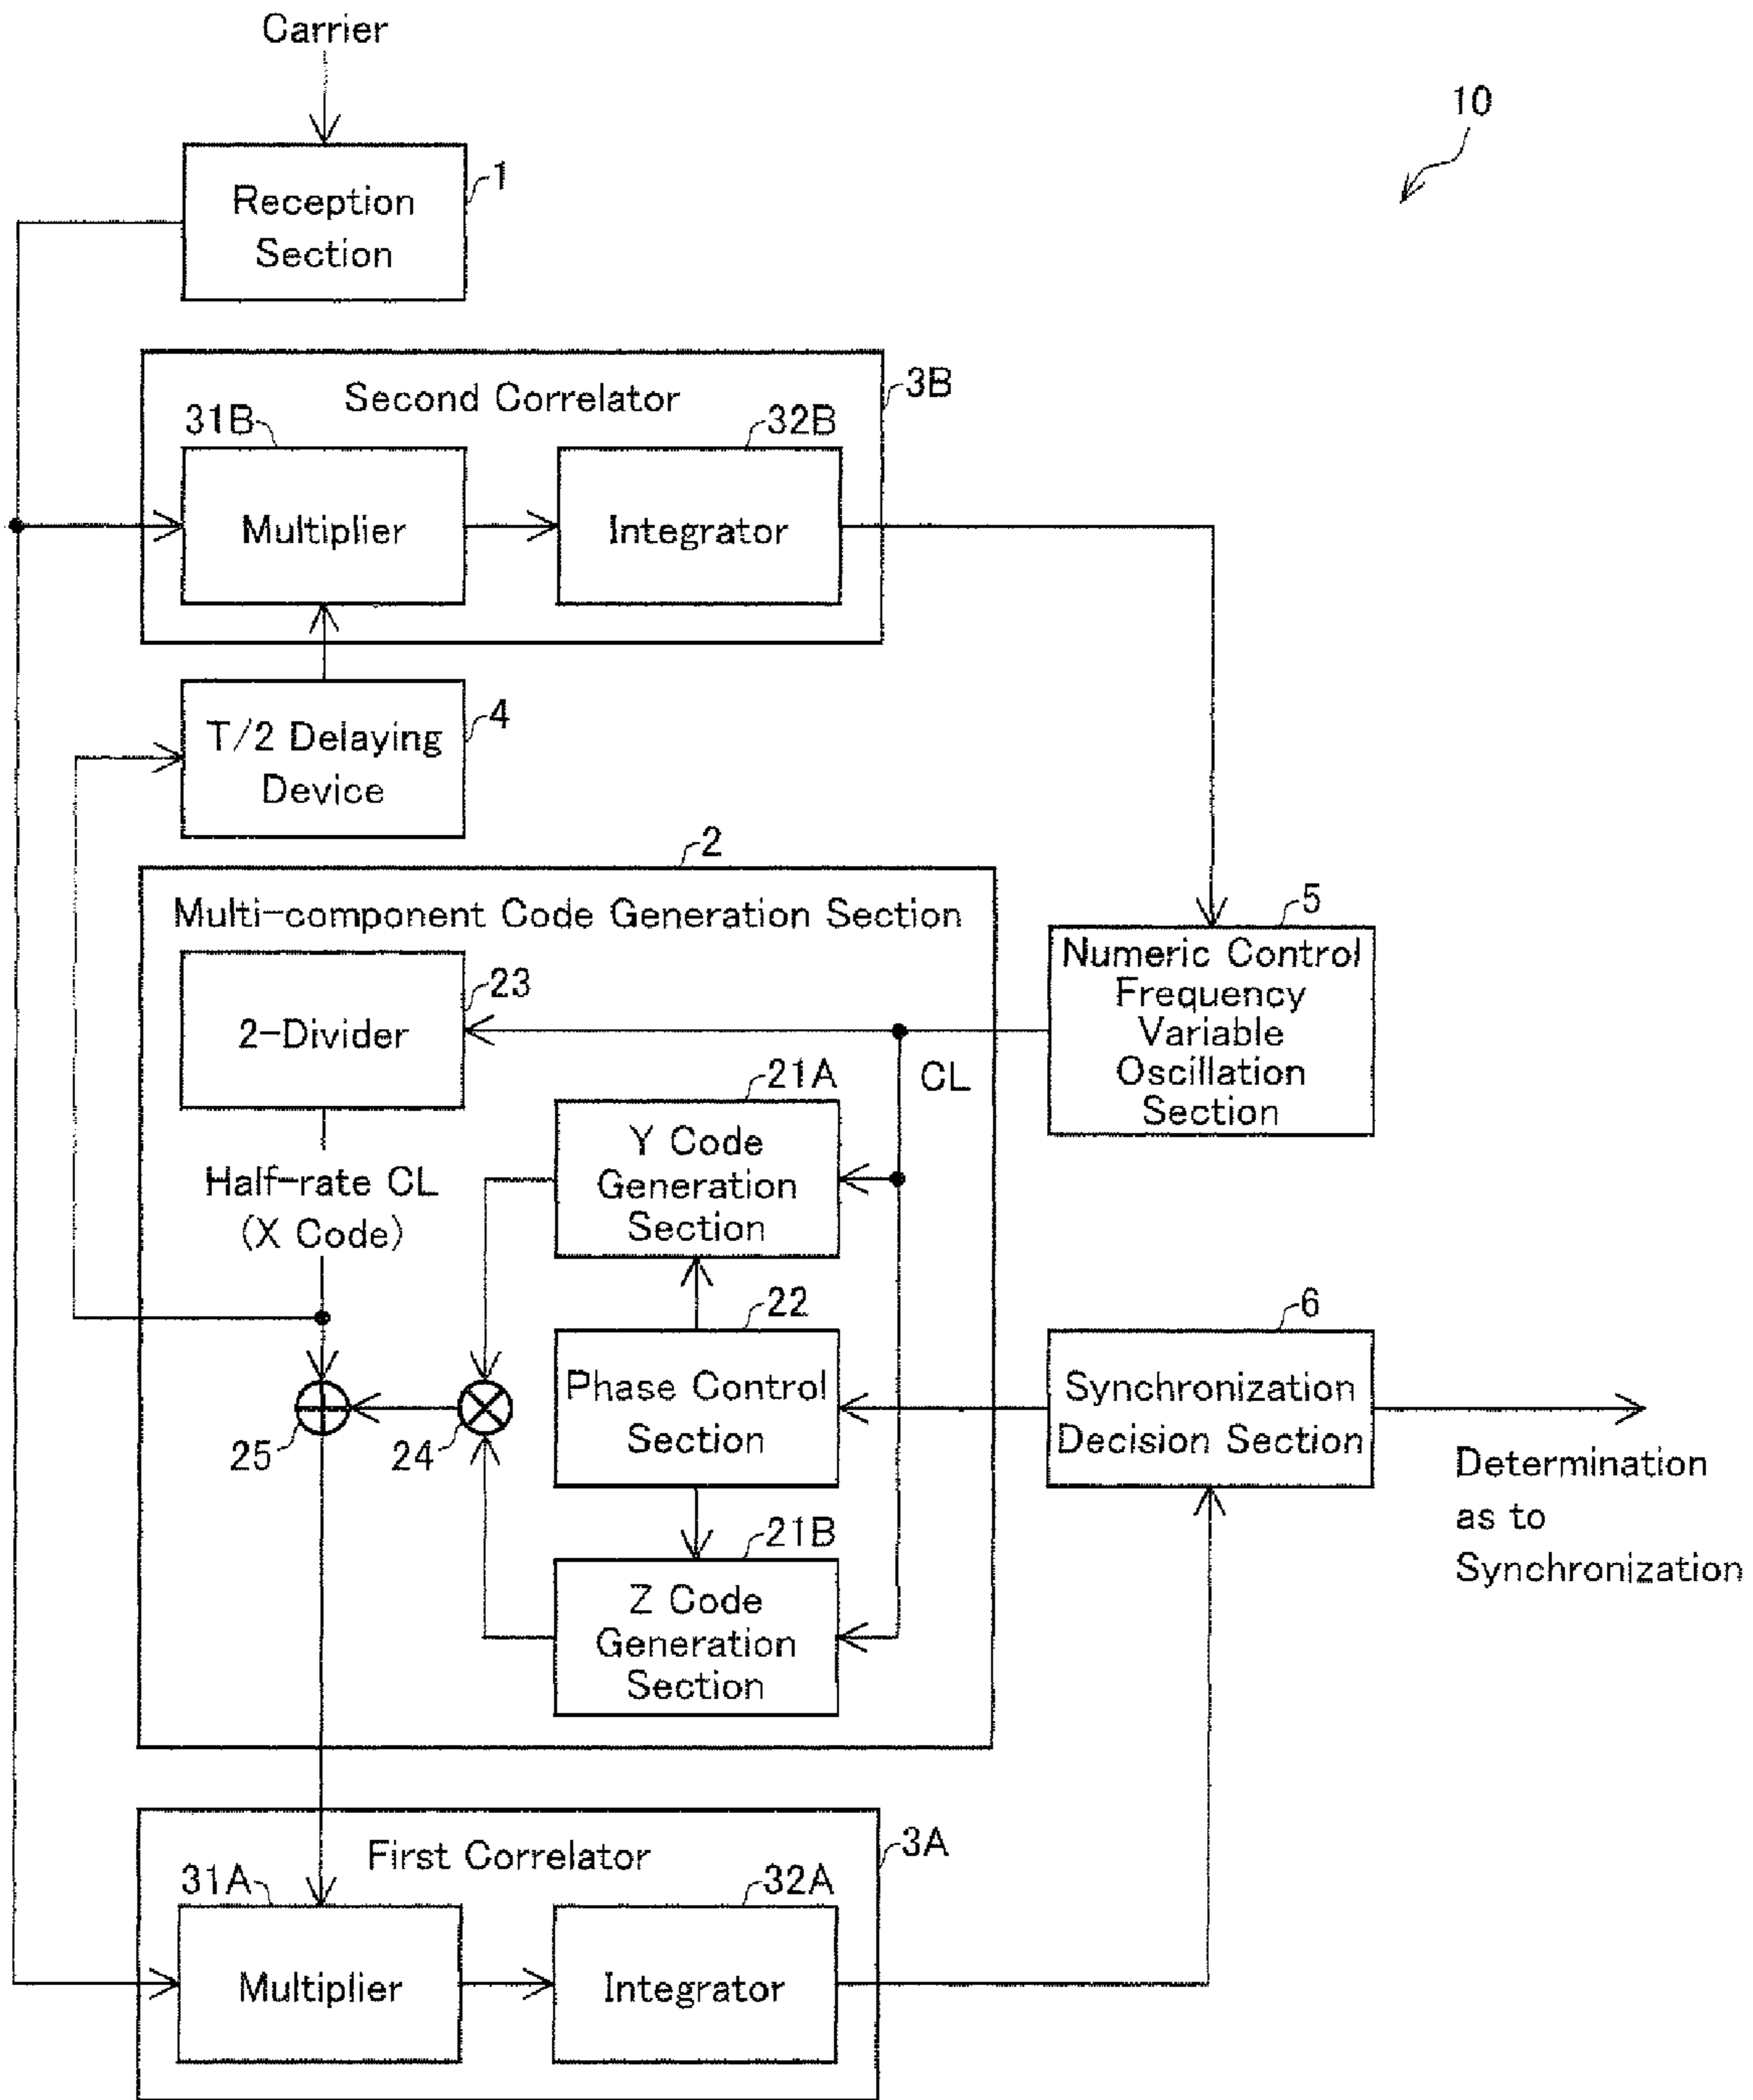 Carrier
10
1
Reception
Section
3B
Second Correlator
31B
32B
Multiplier
Integrator
4
T/2 Delaying
Device
2
Multi-component Code Generation Section
5
Numeric Control
Frequency
Variable
Oscillation
Section
23
2-Divider
CL
21A
Y Code
Generation
Section
Half-rate CL
(X Code)
22
6
Phase Control
Section
Synchronization
Decision Section
25
24
Determination
as to
Synchronization
21B
Z Code
Generation
Section
3A
First Correlator
31A
32A
Multiplier
Integrator